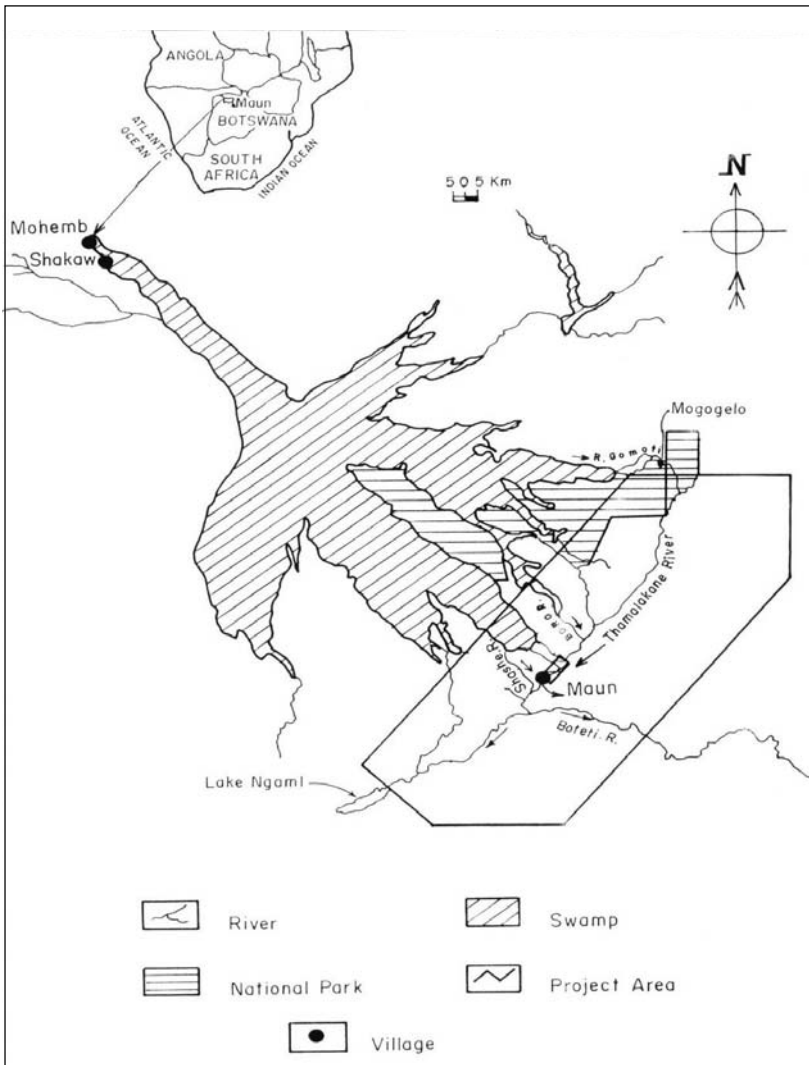 ANGOLA
Maun
BOTSWANA
ATLANTIC
OCEAN
SOUTH
AFRICA
INDIAN OCEAN
5 0 5 Km
N
Mohemb
Shakaw
Mogogelo
R. Gomoti
Thamalakane River
BORO R.
Shashe. R
Maun
Boteti. R.
Lake Ngami
River
Swamp
National Park
Project Area
Village